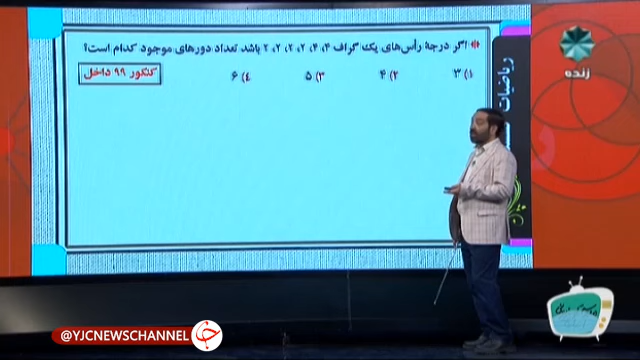 اگر درجهٔ رأس‌های یک گراف ۴، ۴، ۲، ۲، ۲، ۲ باشد تعداد دورهای موجود کدام است؟
۱) ۳ ۲) ۴ ۳) ۵ ۴) ۶
کنکور ۹۹ داخل
ریاضیات
زنده
@YJCNEWSCHANNEL